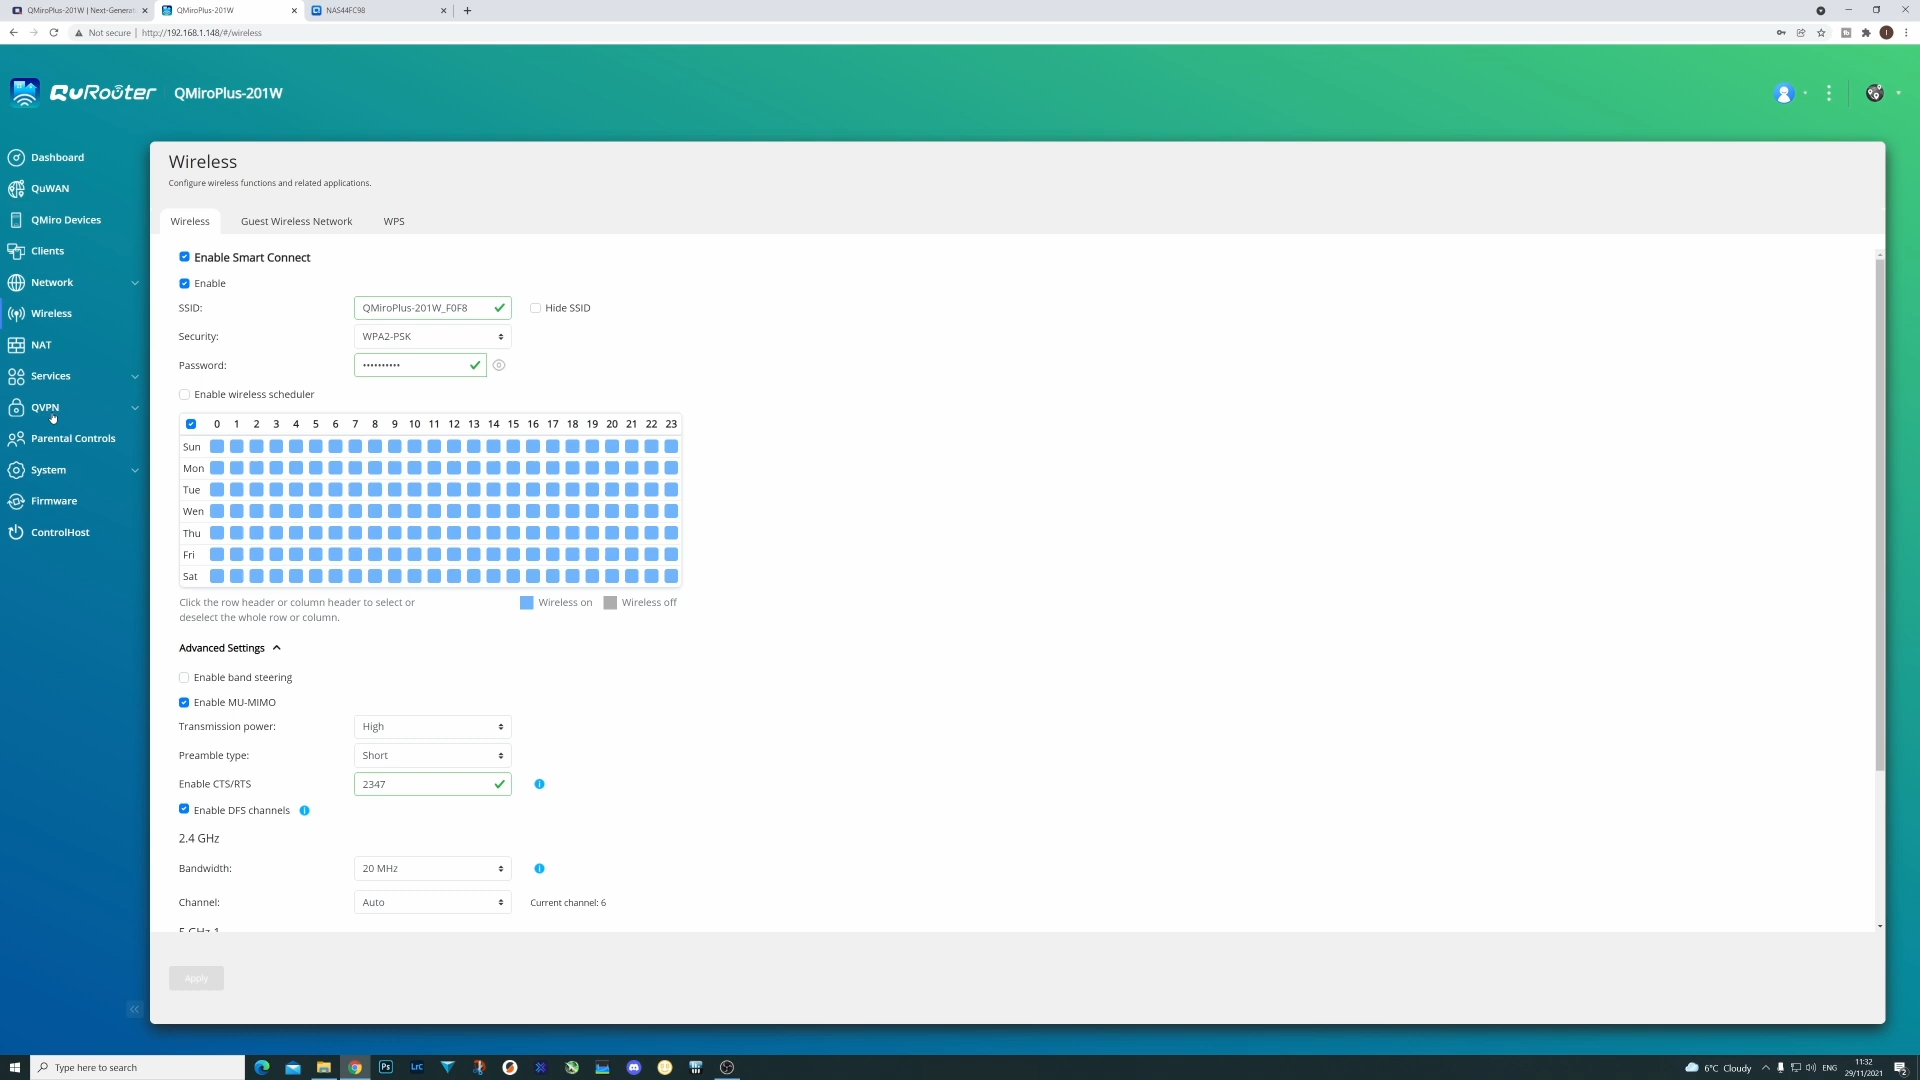 QMiroPlus-201W | Next-Generat
QMiroPlus-201W
NAS44FC98
Not secure | http://192.168.1.148/#/wireless
QuRouter QMiroPlus-201W
Dashboard
QuWAN
QMiro Devices
Clients
Network
Wireless
NAT
Services
QVPN
Parental Controls
System
Firmware
ControlHost
Wireless
Configure wireless functions and related applications.
Wireless Guest Wireless Network WPS
Enable Smart Connect
Enable
SSID: QMiroPlus-201W_F0F8 Hide SSID
Security: WPA2-PSK
Password: ••••••••••
Enable wireless scheduler
0 1 2 3 4 5 6 7 8 9 10 11 12 13 14 15 16 17 18 19 20 21 22 23
Sun
Mon
Tue
Wen
Thu
Fri
Sat
Click the row header or column header to select or
deselect the whole row or column.
Wireless on Wireless off
Advanced Settings
Enable band steering
Enable MU-MIMO
Transmission power: High
Preamble type: Short
Enable CTS/RTS 2347
Enable DFS channels
2.4 GHz
Bandwidth: 20 MHz
Channel: Auto Current channel: 6
5 GHz 1
Apply
Type here to search
Ps
LrC
6°C Cloudy
ENG
11:32
29/11/2021
2